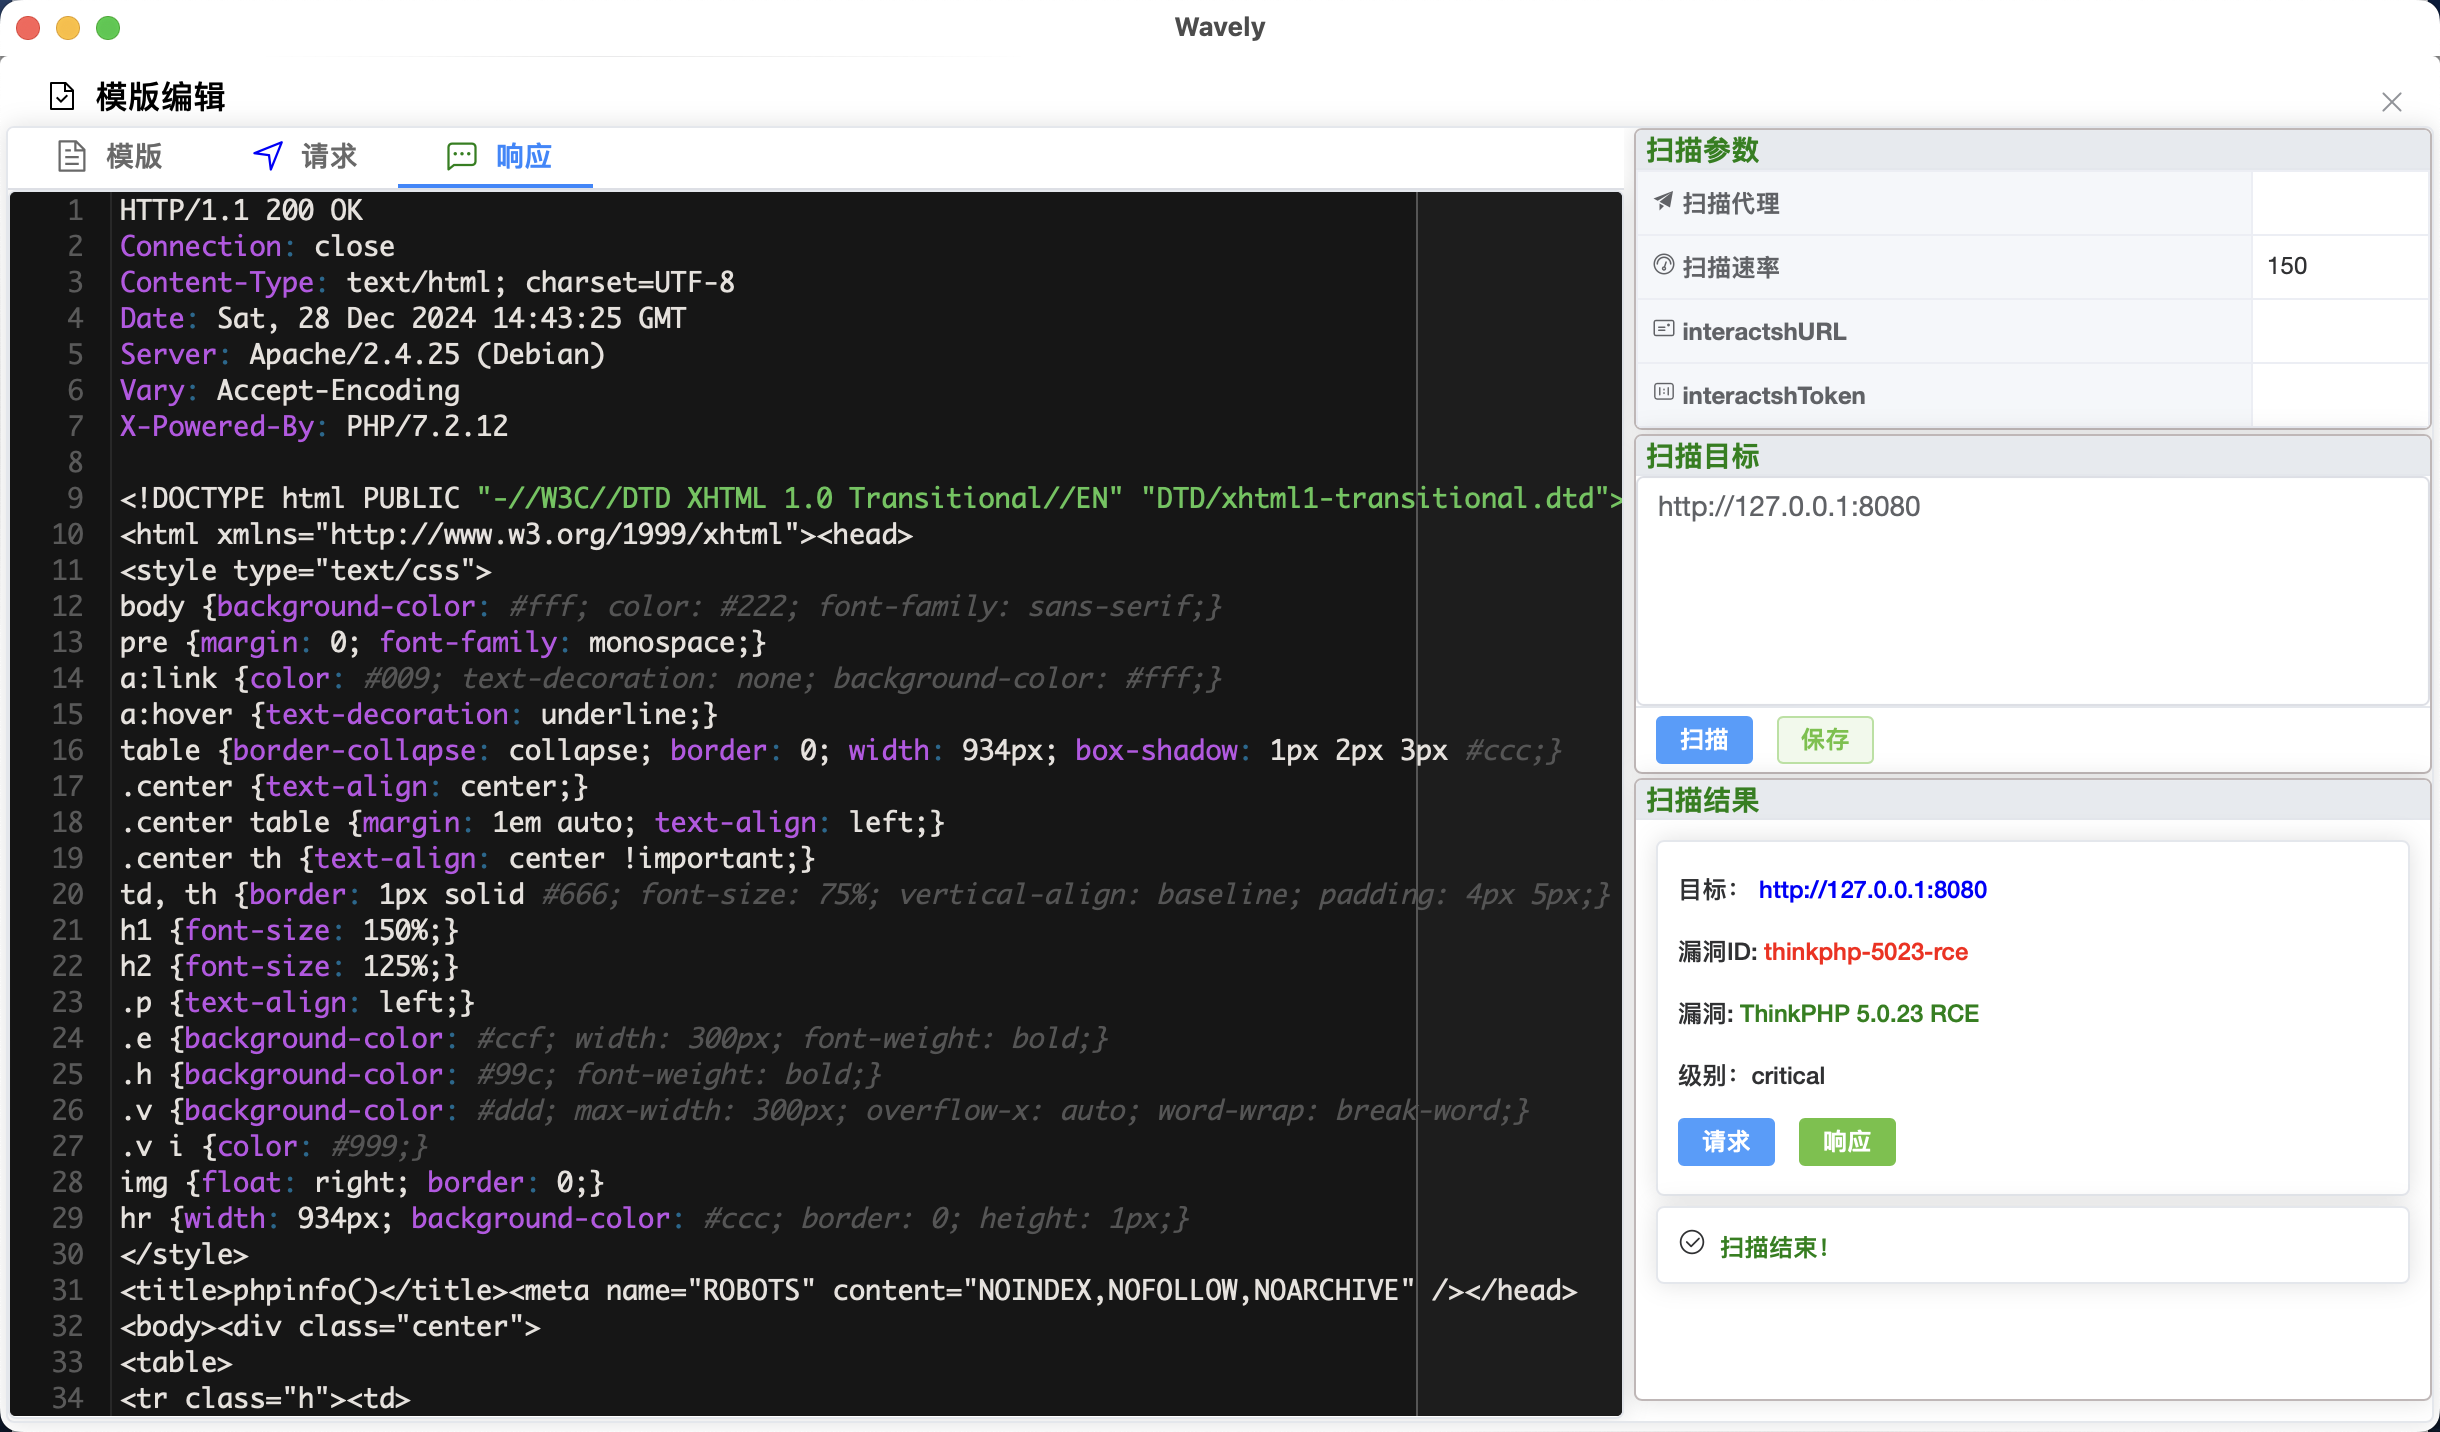 Wavely
模版编辑
模版 请求 响应
1 HTTP/1.1 200 OK
2 Connection: close
3 Content-Type: text/html; charset=UTF-8
4 Date: Sat, 28 Dec 2024 14:43:25 GMT
5 Server: Apache/2.4.25 (Debian)
6 Vary: Accept-Encoding
7 X-Powered-By: PHP/7.2.12
8
9 <!DOCTYPE html PUBLIC "-//W3C//DTD XHTML 1.0 Transitional//EN" "DTD/xhtml1-transitional.dtd">
10 <html xmlns="http://www.w3.org/1999/xhtml"><head>
11 <style type="text/css">
12 body {background-color: #fff; color: #222; font-family: sans-serif;}
13 pre {margin: 0; font-family: monospace;}
14 a:link {color: #009; text-decoration: none; background-color: #fff;}
15 a:hover {text-decoration: underline;}
16 table {border-collapse: collapse; border: 0; width: 934px; box-shadow: 1px 2px 3px #ccc;}
17 .center {text-align: center;}
18 .center table {margin: 1em auto; text-align: left;}
19 .center th {text-align: center !important;}
20 td, th {border: 1px solid #666; font-size: 75%; vertical-align: baseline; padding: 4px 5px;}
21 h1 {font-size: 150%;}
22 h2 {font-size: 125%;}
23 .p {text-align: left;}
24 .e {background-color: #ccf; width: 300px; font-weight: bold;}
25 .h {background-color: #99c; font-weight: bold;}
26 .v {background-color: #ddd; max-width: 300px; overflow-x: auto; word-wrap: break-word;}
27 .v i {color: #999;}
28 img {float: right; border: 0;}
29 hr {width: 934px; background-color: #ccc; border: 0; height: 1px;}
30 </style>
31 <title>phpinfo()</title><meta name="ROBOTS" content="NOINDEX,NOFOLLOW,NOARCHIVE" /></head>
32 <body><div class="center">
33 <table>
34 <tr class="h"><td>
扫描参数
扫描代理
扫描速率 150
interactshURL
interactshToken
扫描目标
http://127.0.0.1:8080
扫描 保存
扫描结果
目标： http://127.0.0.1:8080
漏洞ID: thinkphp-5023-rce
漏洞: ThinkPHP 5.0.23 RCE
级别：critical
请求 响应
扫描结束！